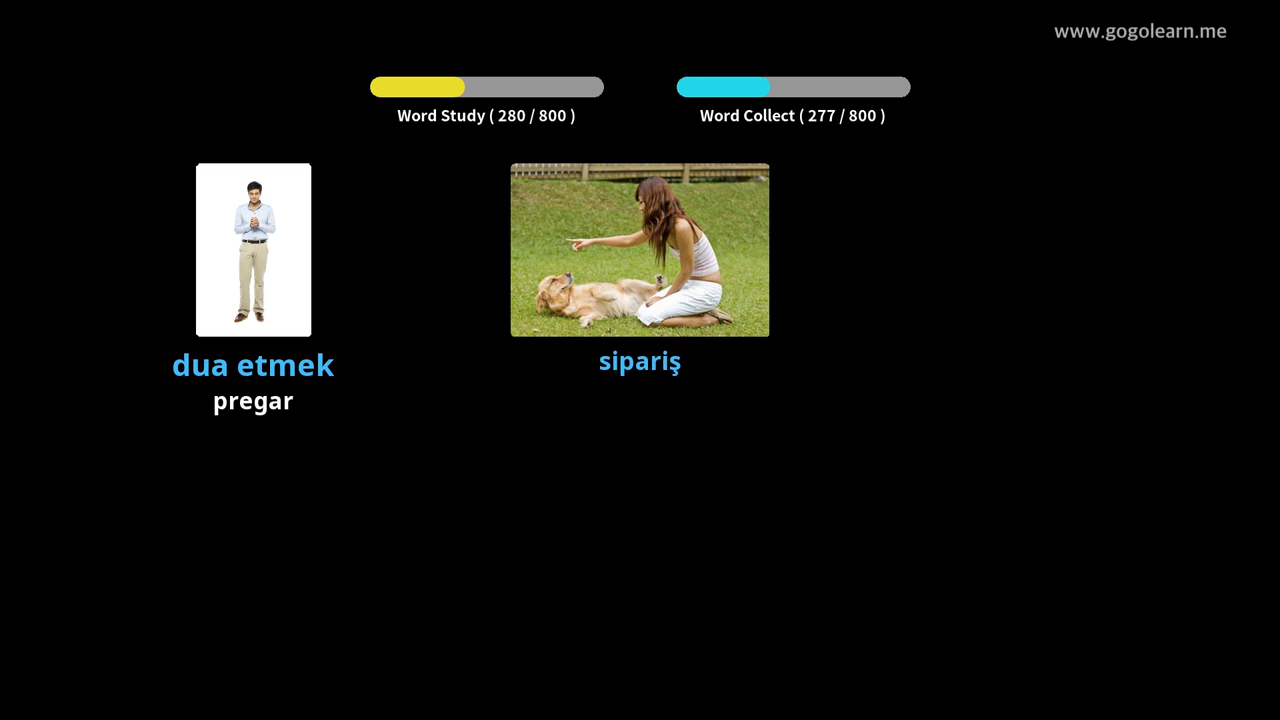 www.gogolearn.me
Word Study ( 280 / 800 )
Word Collect ( 277 / 800 )
dua etmek
pregar
sipariş